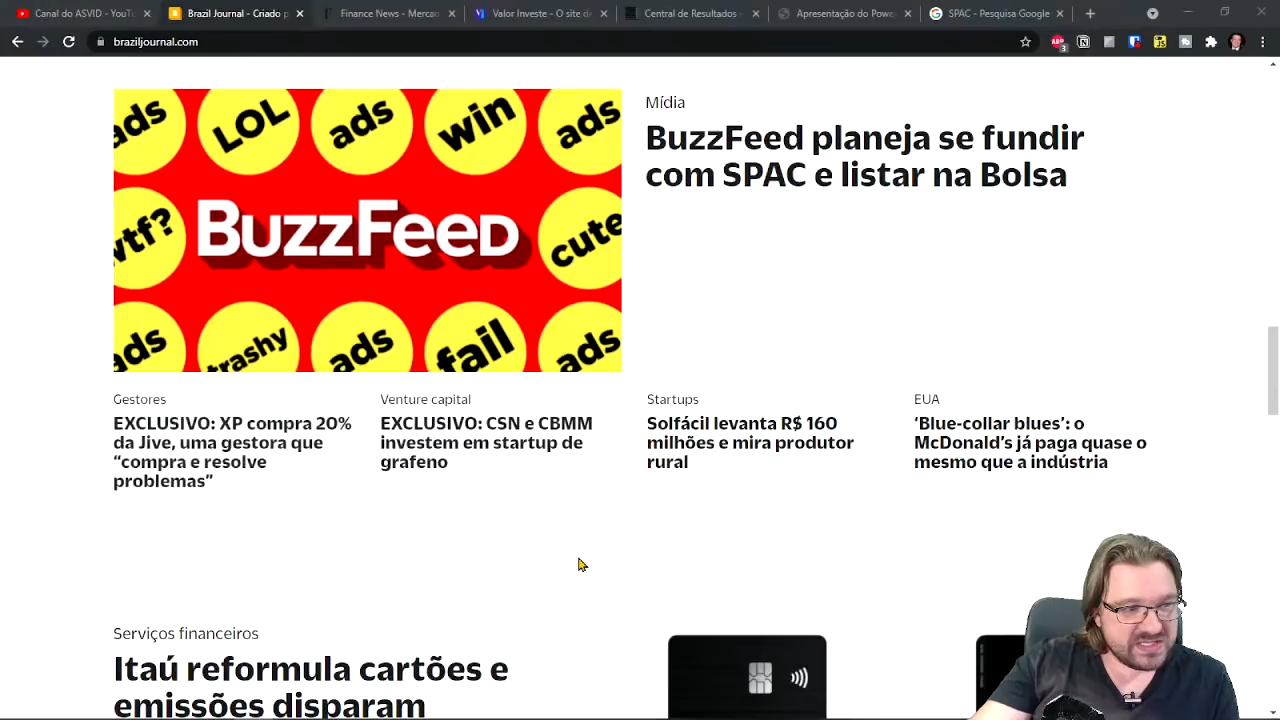 Canal do ASVID - YouTu
Brazil Journal - Criado p
Finance News - Mercad
Valor Investe - O site de
Central de Resultados -
Apresentação do Power
SPAC - Pesquisa Google
braziljournal.com
ads
LOL
ads
win
ads
wtf?
BuzzFeed
cute
ads
trashy
ads
fail
ads
Mídia
BuzzFeed planeja se fundir
com SPAC e listar na Bolsa
Gestores
EXCLUSIVO: XP compra 20%
da Jive, uma gestora que
“compra e resolve
problemas”
Venture capital
EXCLUSIVO: CSN e CBMM
investem em startup de
grafeno
Startups
Solfácil levanta R$ 160
milhões e mira produtor
rural
EUA
‘Blue-collar blues’: o
McDonald’s já paga quase o
mesmo que a indústria
Serviços financeiros
Itaú reformula cartões e
emissões disparam